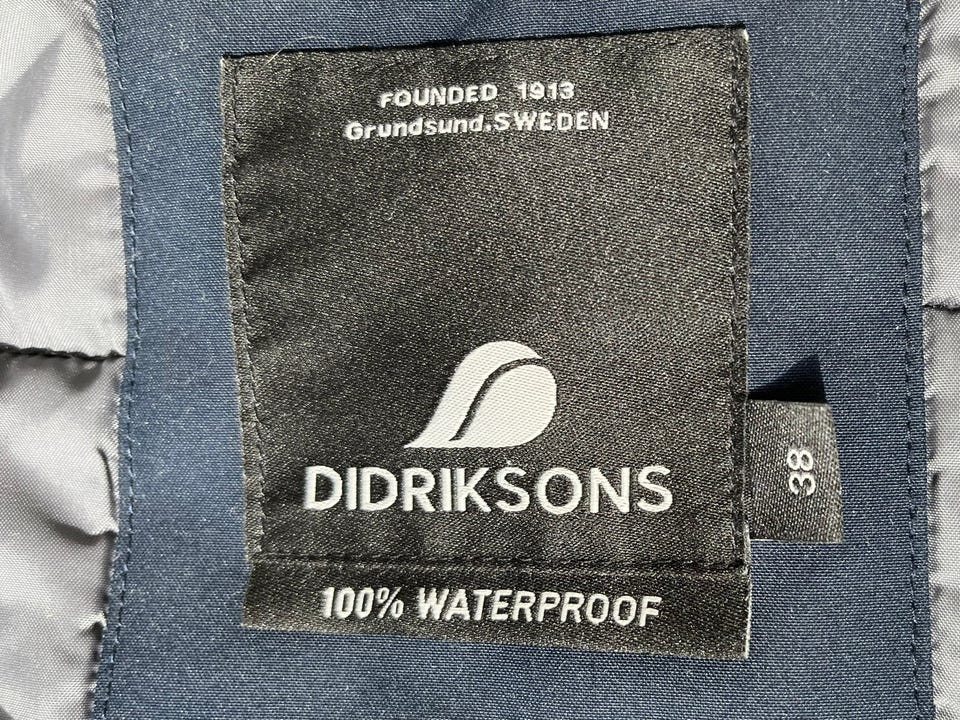 FOUNDED 1913
Grundsund.SWEDEN
DIDRIKSONS
38
100% WATERPROOF